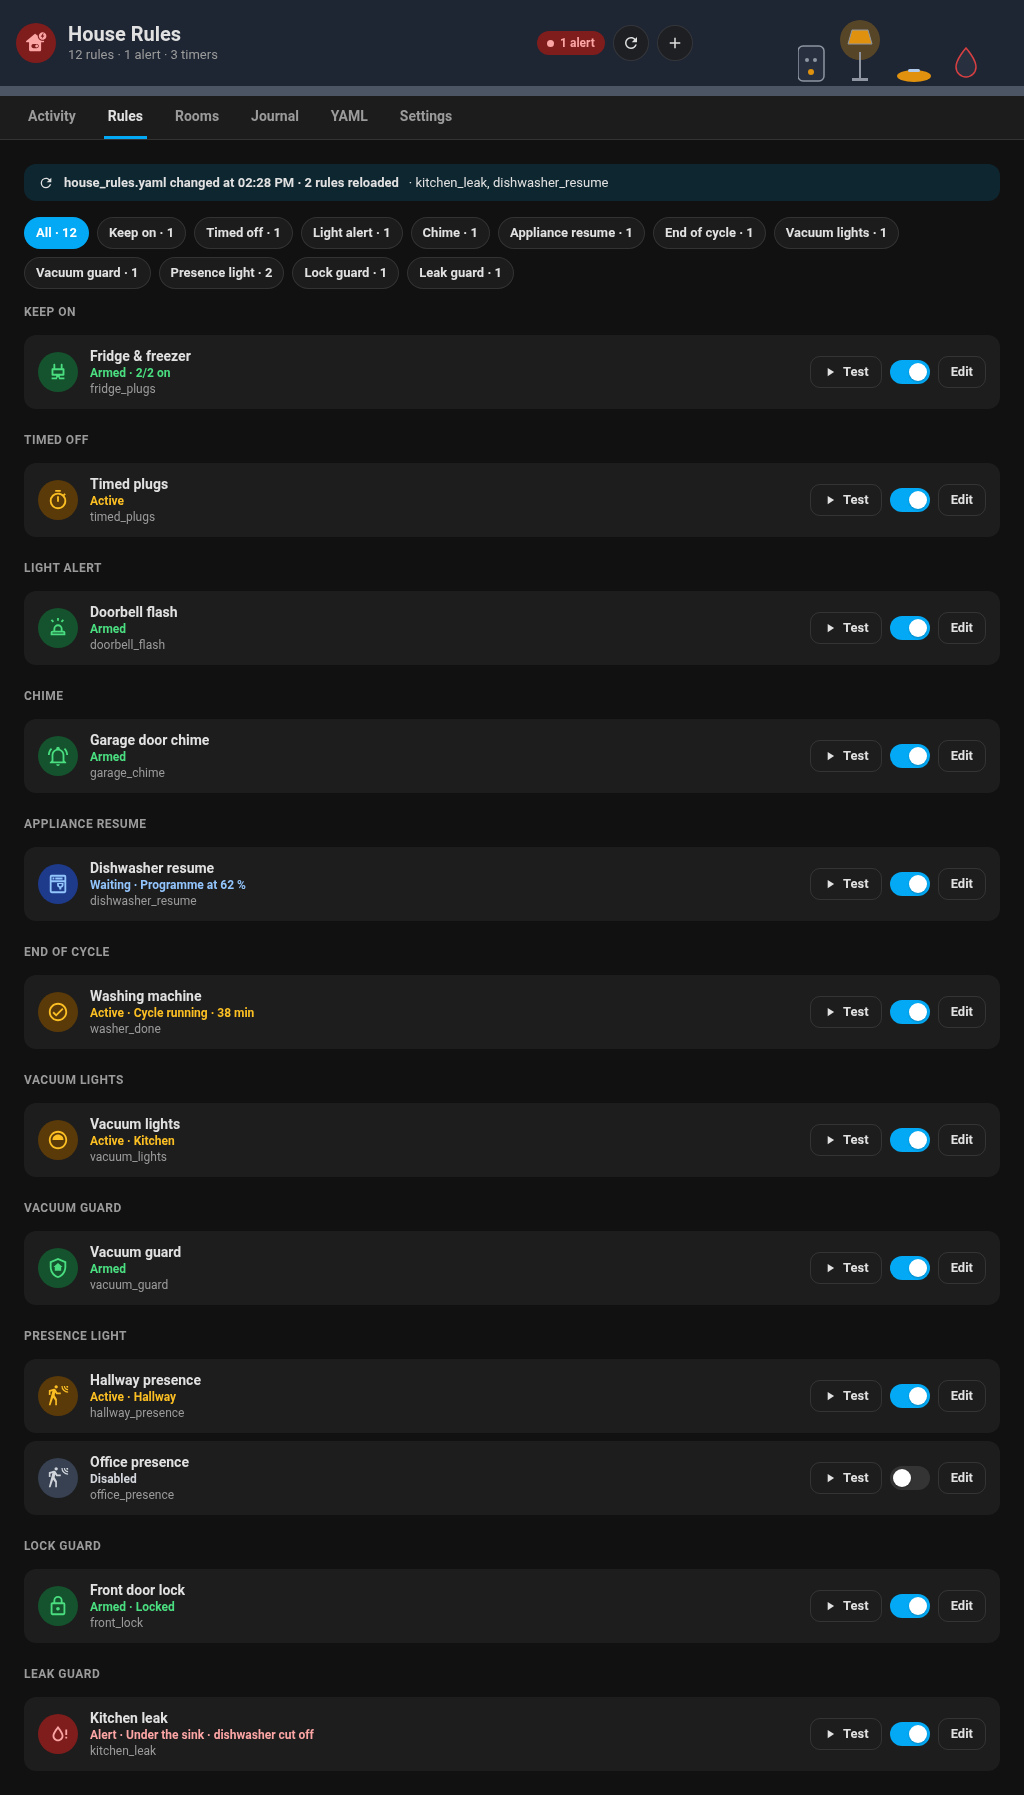 House Rules
12 rules · 1 alert · 3 timers
1 alert
Activity
Rules
Rooms
Journal
YAML
Settings
house_rules.yaml changed at 02:28 PM · 2 rules reloaded · kitchen_leak, dishwasher_resume
All · 12
Keep on · 1
Timed off · 1
Light alert · 1
Chime · 1
Appliance resume · 1
End of cycle · 1
Vacuum lights · 1
Vacuum guard · 1
Presence light · 2
Lock guard · 1
Leak guard · 1
KEEP ON
Fridge & freezer
Armed · 2/2 on
fridge_plugs
Test
Edit
TIMED OFF
Timed plugs
Active
timed_plugs
Test
Edit
LIGHT ALERT
Doorbell flash
Armed
doorbell_flash
Test
Edit
CHIME
Garage door chime
Armed
garage_chime
Test
Edit
APPLIANCE RESUME
Dishwasher resume
Waiting · Programme at 62 %
dishwasher_resume
Test
Edit
END OF CYCLE
Washing machine
Active · Cycle running · 38 min
washer_done
Test
Edit
VACUUM LIGHTS
Vacuum lights
Active · Kitchen
vacuum_lights
Test
Edit
VACUUM GUARD
Vacuum guard
Armed
vacuum_guard
Test
Edit
PRESENCE LIGHT
Hallway presence
Active · Hallway
hallway_presence
Test
Edit
Office presence
Disabled
office_presence
Test
Edit
LOCK GUARD
Front door lock
Armed · Locked
front_lock
Test
Edit
LEAK GUARD
Kitchen leak
Alert · Under the sink · dishwasher cut off
kitchen_leak
Test
Edit